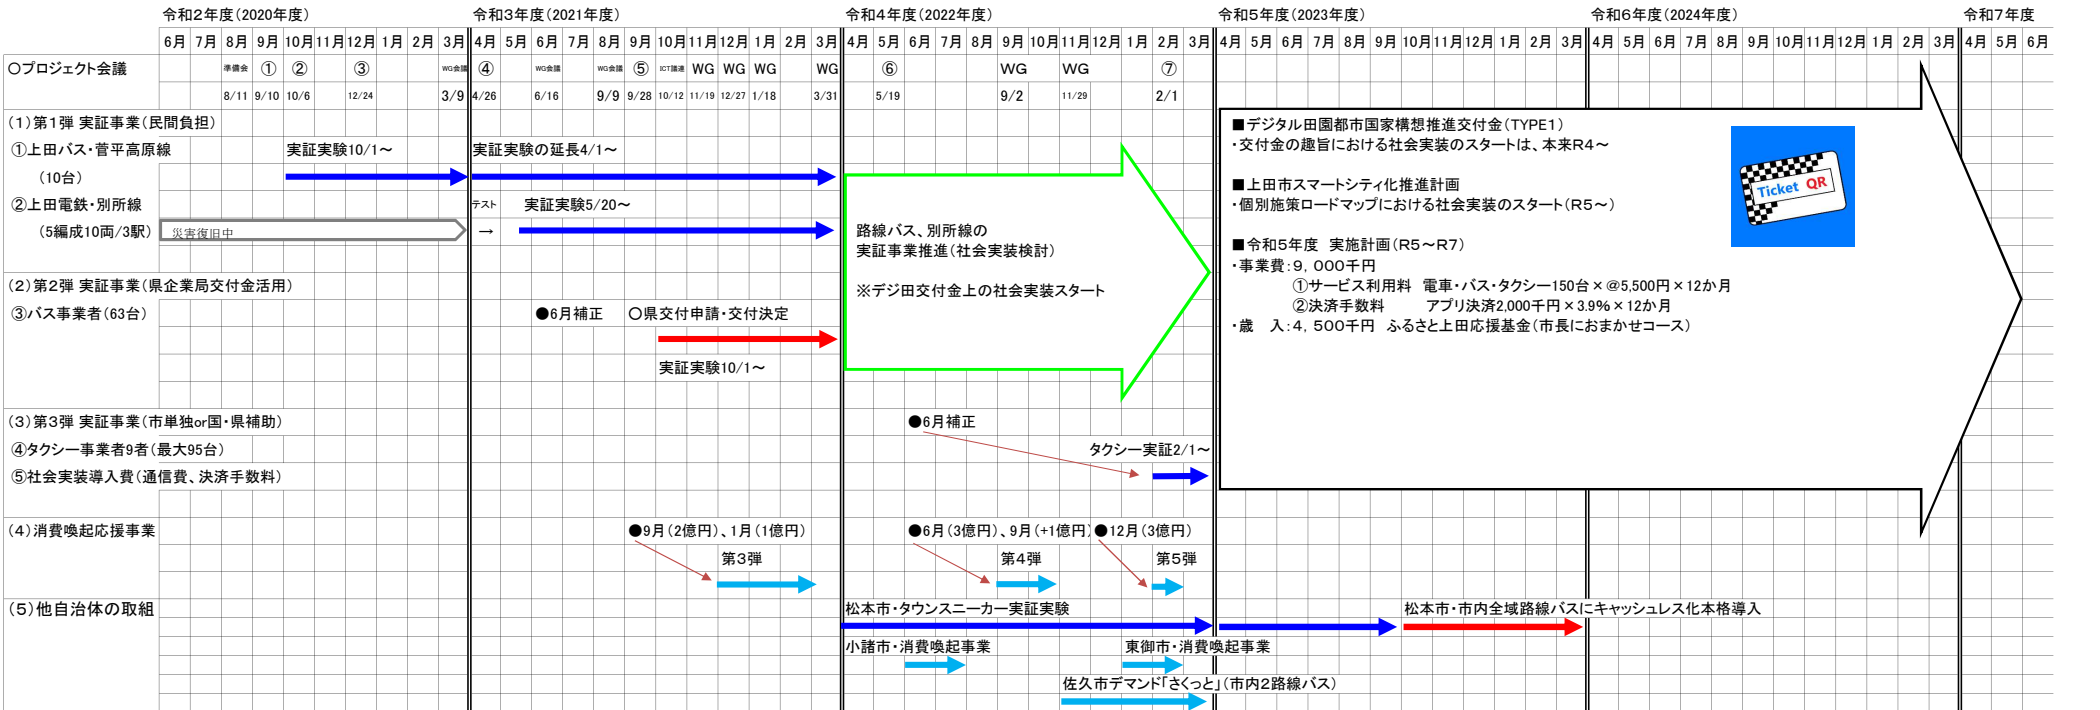 令和2年度(2020年度) 令和3年度(2021年度) 令和4年度(2022年度) 令和5年度(2023年度) 令和6年度(2024年度) 令和7年度
6月 7月 8月 9月 10月 11月 12月 1月 2月 3月 4月 5月 6月 7月 8月 9月 10月 11月 12月 1月 2月 3月 4月 5月 6月 7月 8月 9月 10月 11月 12月 1月 2月 3月 4月 5月 6月 7月 8月 9月 10月 11月 12月 1月 2月 3月 4月 5月 6月 7月 8月 9月 10月 11月 12月 1月 2月 3月 4月 5月 6月
○プロジェクト会議 準備会 ① ② ③ WG会議 ④ WG会議 WG会議 ⑤ ICT議連 WG WG WG WG ⑥ WG WG ⑦
8/11 9/10 10/6 12/24 3/9 4/26 6/16 9/9 9/28 10/12 11/19 12/27 1/18 3/31 5/19 9/2 11/29 2/1
(1)第1弾 実証事業(民間負担)
①上田バス・菅平高原線 実証実験10/1～ 実証実験の延長4/1～
(10台)
②上田電鉄・別所線 テスト 実証実験5/20～
(5編成10両/3駅) 災害復旧中 →
(2)第2弾 実証事業(県企業局交付金活用)
③バス事業者(63台) ●6月補正 ○県交付申請・交付決定
実証実験10/1～
路線バス、別所線の
実証事業推進(社会実装検討)
※デジ田交付金上の社会実装スタート
■デジタル田園都市国家構想推進交付金(TYPE1)
・交付金の趣旨における社会実装のスタートは、本来R4～
■上田市スマートシティ化推進計画
・個別施策ロードマップにおける社会実装のスタート(R5～)
■令和5年度 実施計画(R5～R7)
・事業費:9,000千円
①サービス利用料 電車・バス・タクシー150台×@5,500円×12か月
②決済手数料 アプリ決済2,000千円×3.9%×12か月
・歳 入:4,500千円 ふるさと上田応援基金(市長におまかせコース)
Ticket QR
(3)第3弾 実証事業(市単独or国・県補助) ●6月補正
④タクシー事業者9者(最大95台) タクシー実証2/1～
⑤社会実装導入費(通信費、決済手数料)
(4)消費喚起応援事業 ●9月(2億円)、1月(1億円) ●6月(3億円)、9月(+1億円) ●12月(3億円)
第3弾 第4弾 第5弾
(5)他自治体の取組 松本市・タウンスニーカー実証実験 松本市・市内全域路線バスにキャッシュレス化本格導入
小諸市・消費喚起事業 東御市・消費喚起事業
佐久市デマンド「さくっと」(市内2路線バス)